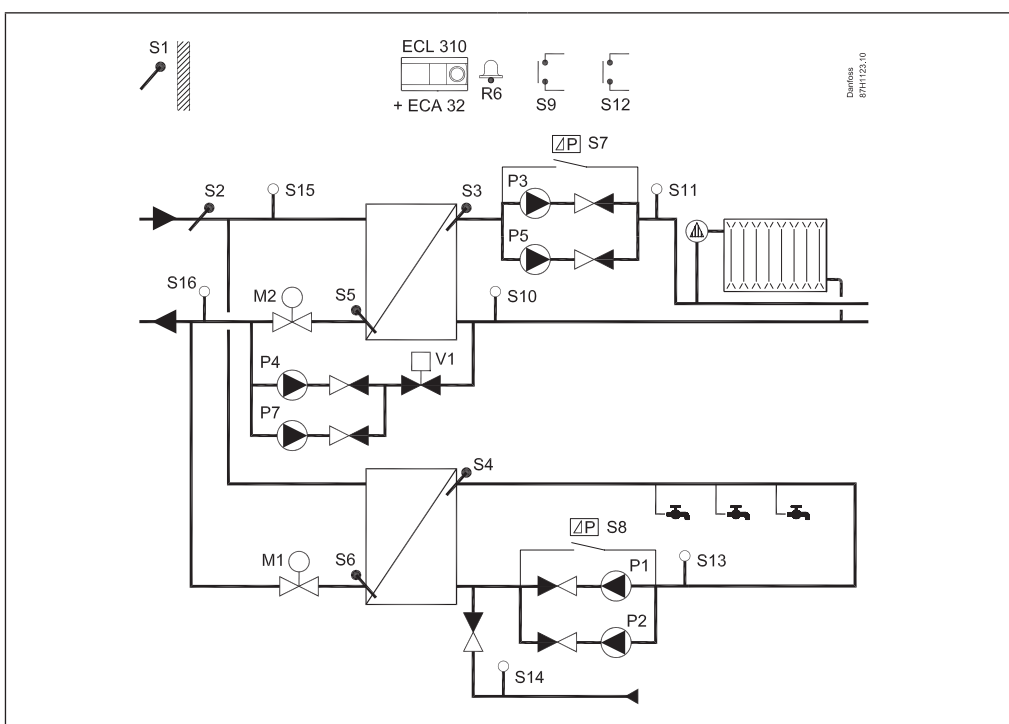 S1
ECL 310
R6
+ ECA 32
S9
S12
Danfoss
87H1123.10
P S7
S2
S15
S3
P3
S11
P5
S16
M2
S5
S10
P4
V1
P7
S4
P S8
M1
S6
P1
S13
P2
S14